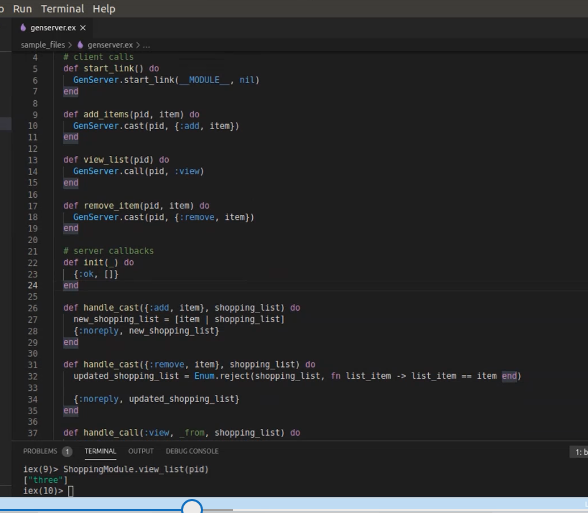 Run Terminal Help
genserver.ex
sample_files > genserver.ex > ...
4 # client calls
5 def start_link() do
6 GenServer.start_link(__MODULE__, nil)
7 end
8
9 def add_items(pid, item) do
10 GenServer.cast(pid, {:add, item})
11 end
12
13 def view_list(pid) do
14 GenServer.call(pid, :view)
15 end
16
17 def remove_item(pid, item) do
18 GenServer.cast(pid, {:remove, item})
19 end
20
21 # server callbacks
22 def init(_) do
23 {:ok, []}
24 end
25
26 def handle_cast({:add, item}, shopping_list) do
27 new_shopping_list = [item | shopping_list]
28 {:noreply, new_shopping_list}
29 end
30
31 def handle_cast({:remove, item}, shopping_list) do
32 updated_shopping_list = Enum.reject(shopping_list, fn list_item -> list_item == item end)
33
34 {:noreply, updated_shopping_list}
35 end
36
37 def handle_call(:view, _from, shopping_list) do
PROBLEMS 1 TERMINAL OUTPUT DEBUG CONSOLE 1: b
iex(9)> ShoppingModule.view_list(pid)
["three"]
iex(10)>